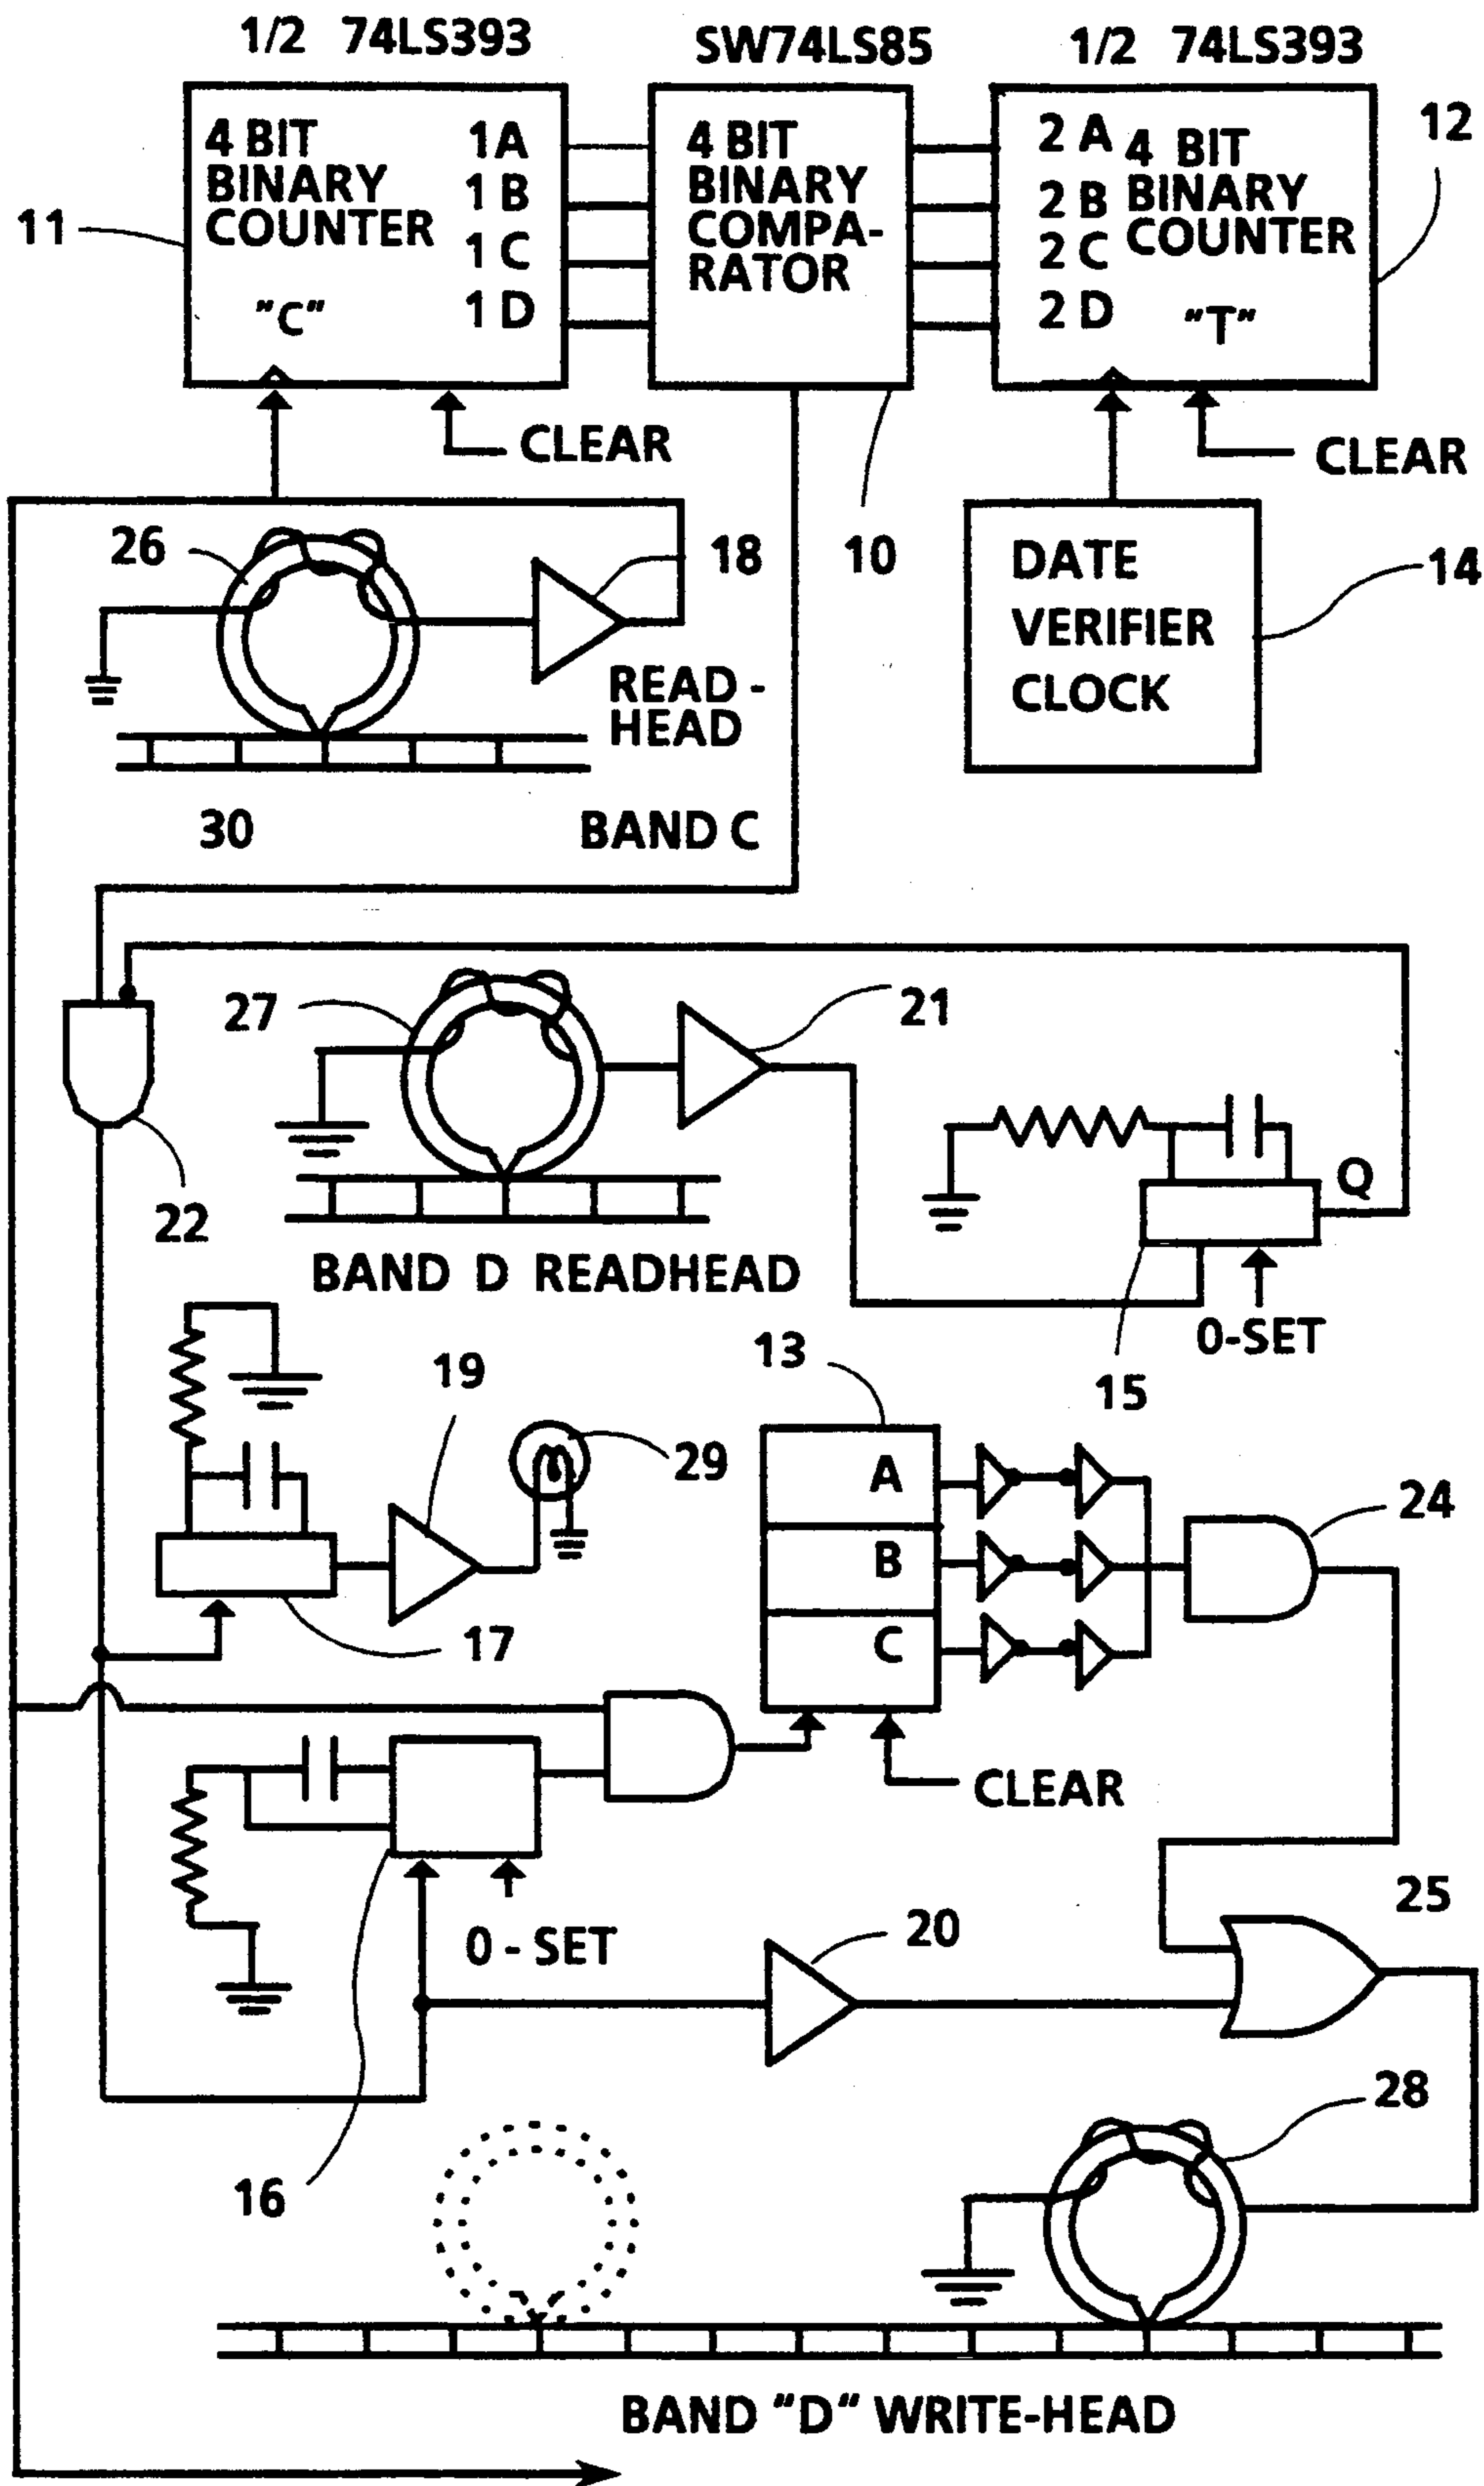 1/2 74LS393
SW74LS85
1/2 74LS393
4 BIT
BINARY
COUNTER
"C"
1A
1B
1C
1D
4 BIT
BINARY
COMPA-
RATOR
2 A
2 B
2 C
2 D
4 BIT
BINARY
COUNTER
"T"
12
11
CLEAR
CLEAR
26
18
10
DATE
VERIFIER
CLOCK
14
READ-
HEAD
30
BAND C
27
21
22
Q
BAND D READHEAD
0-SET
15
13
19
29
A
B
C
24
17
CLEAR
25
0 - SET
20
16
28
BAND "D" WRITE-HEAD